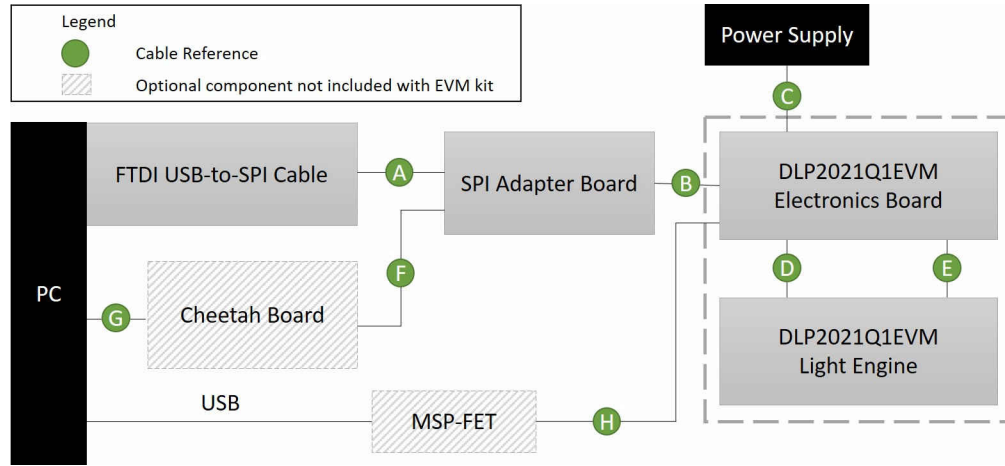 Legend
Cable Reference
Optional component not included with EVM kit
Power Supply
C
FTDI USB-to-SPI Cable
A
SPI Adapter Board
B
DLP2021Q1EVM
Electronics Board
PC
G
Cheetah Board
F
D
E
DLP2021Q1EVM
Light Engine
USB
MSP-FET
H